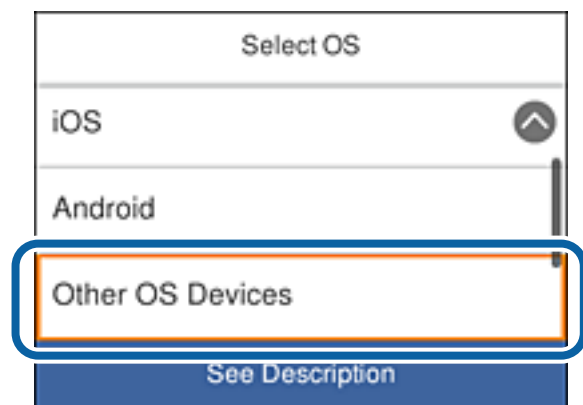 Select OS
iOS
Android
Other OS Devices
See Description